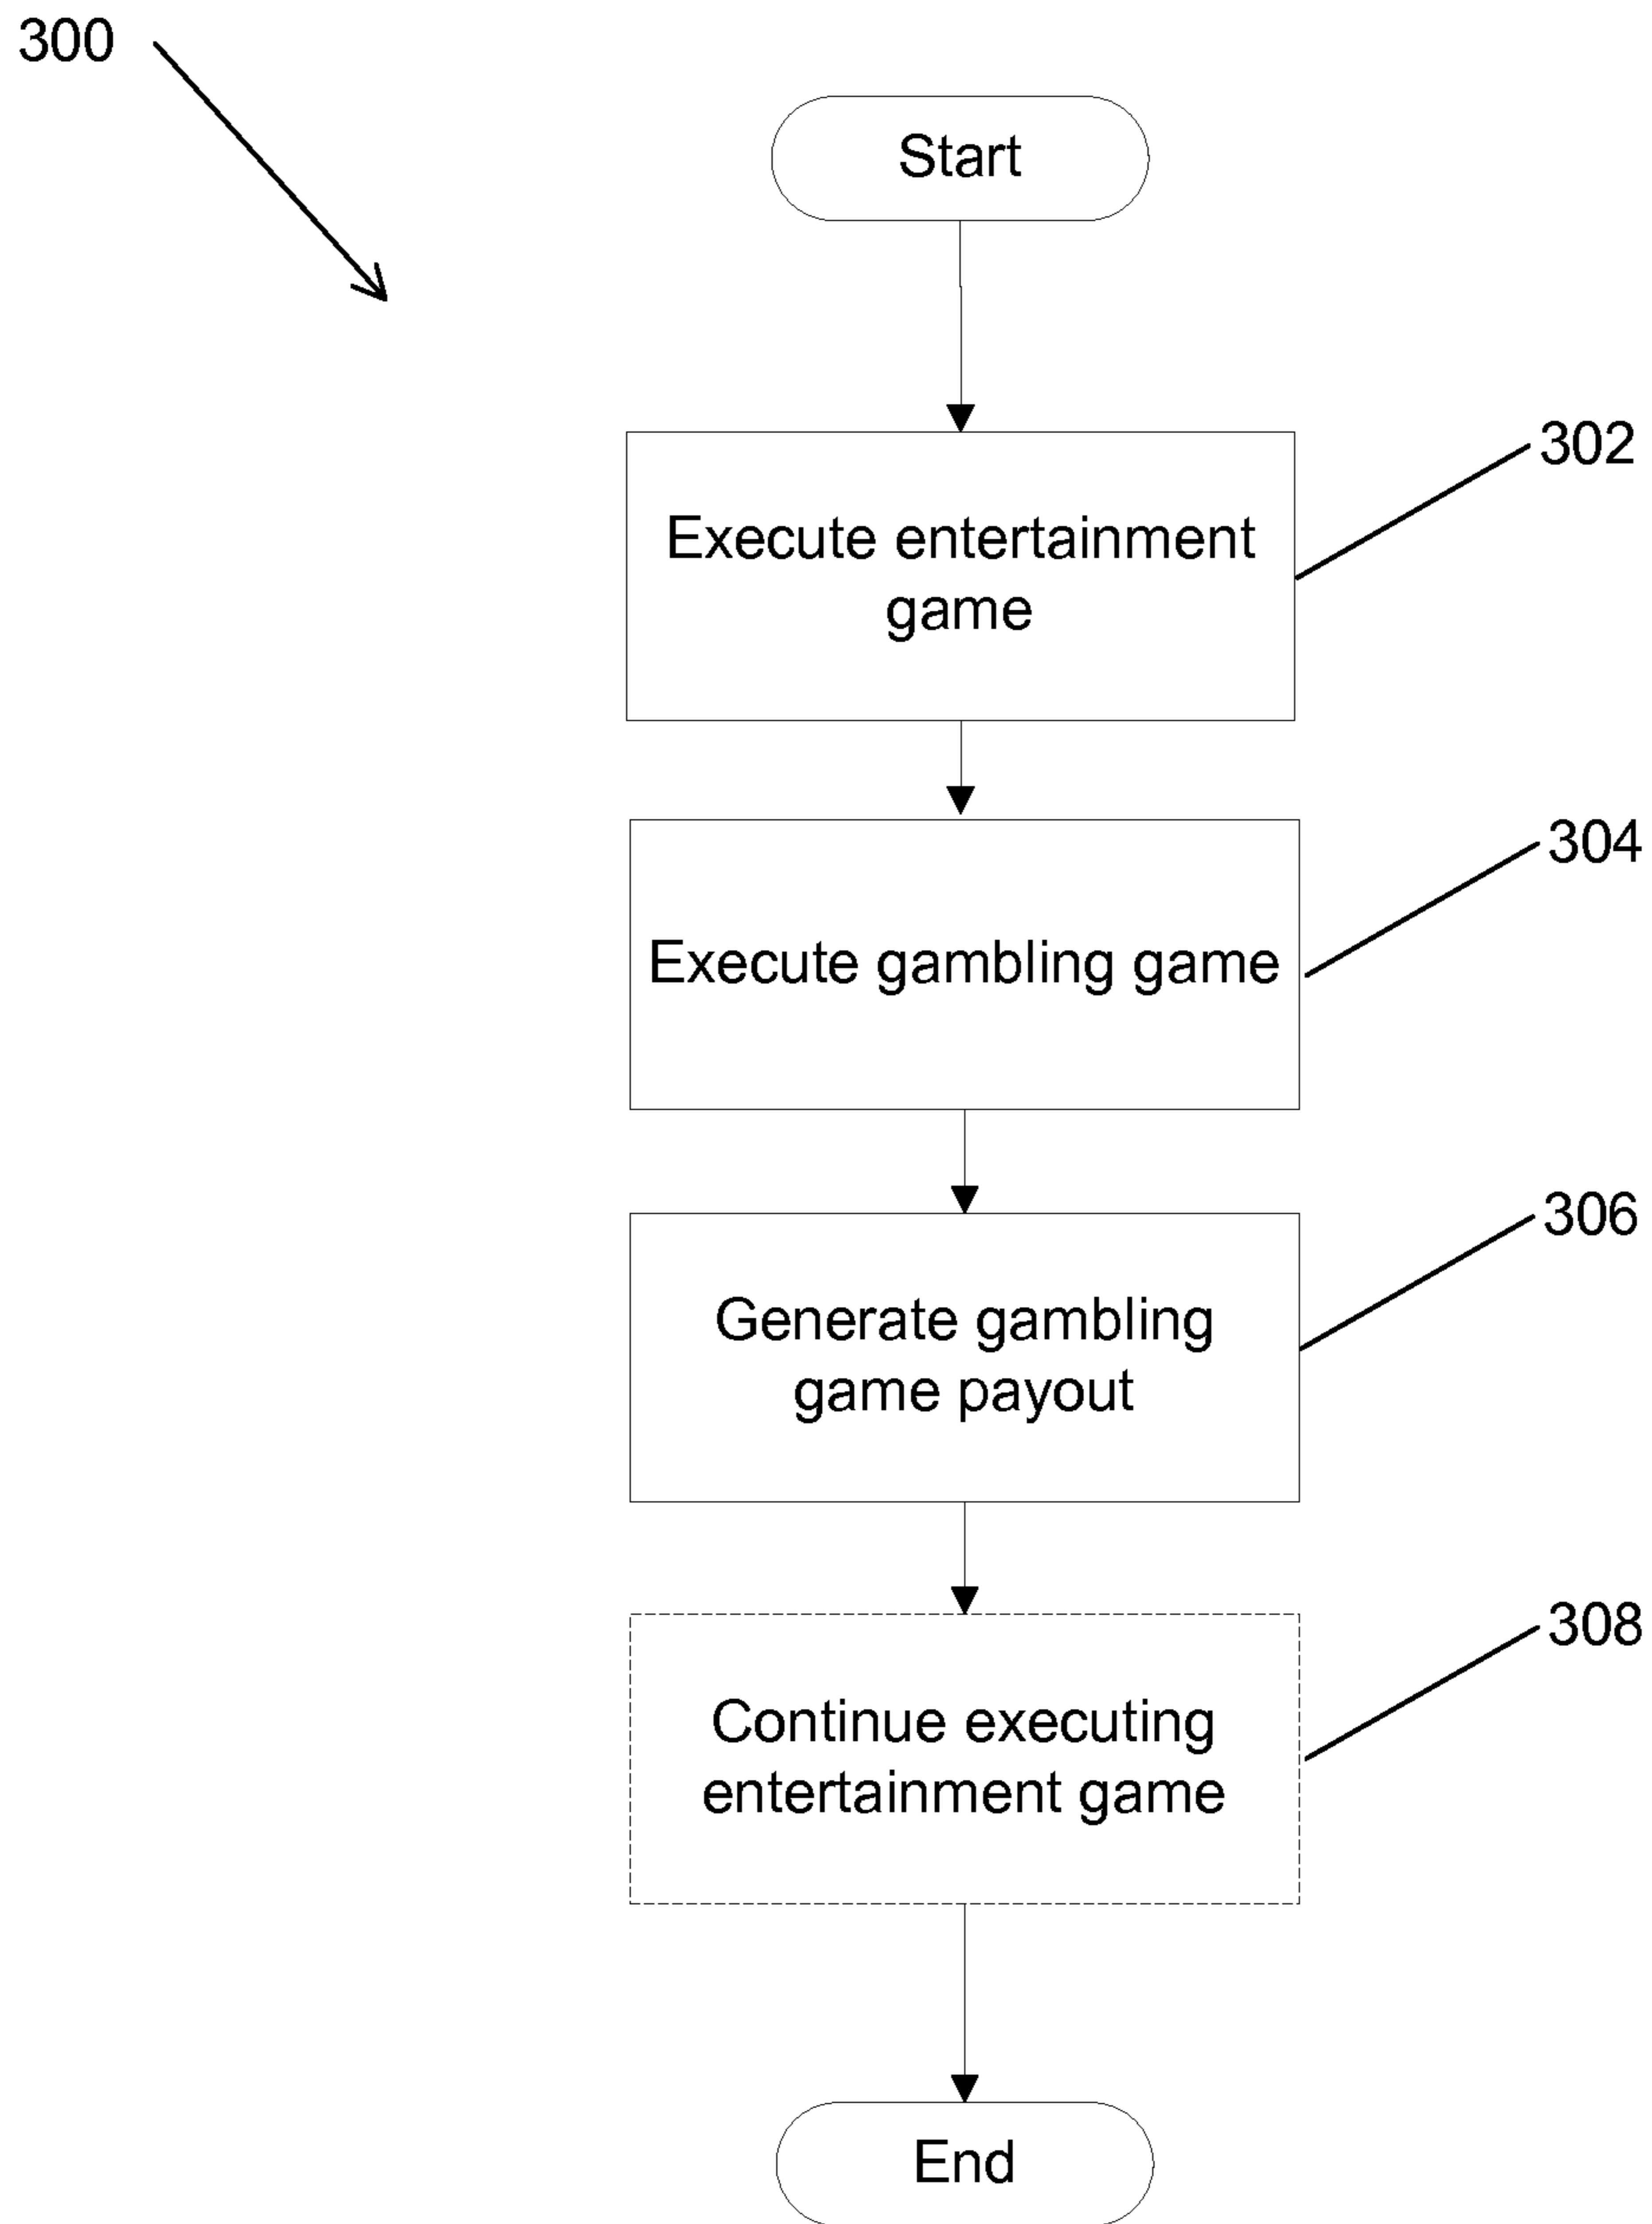 300
Start
302
Execute entertainment
game
304
Execute gambling game
306
Generate gambling
game payout
308
Continue executing
entertainment game
End